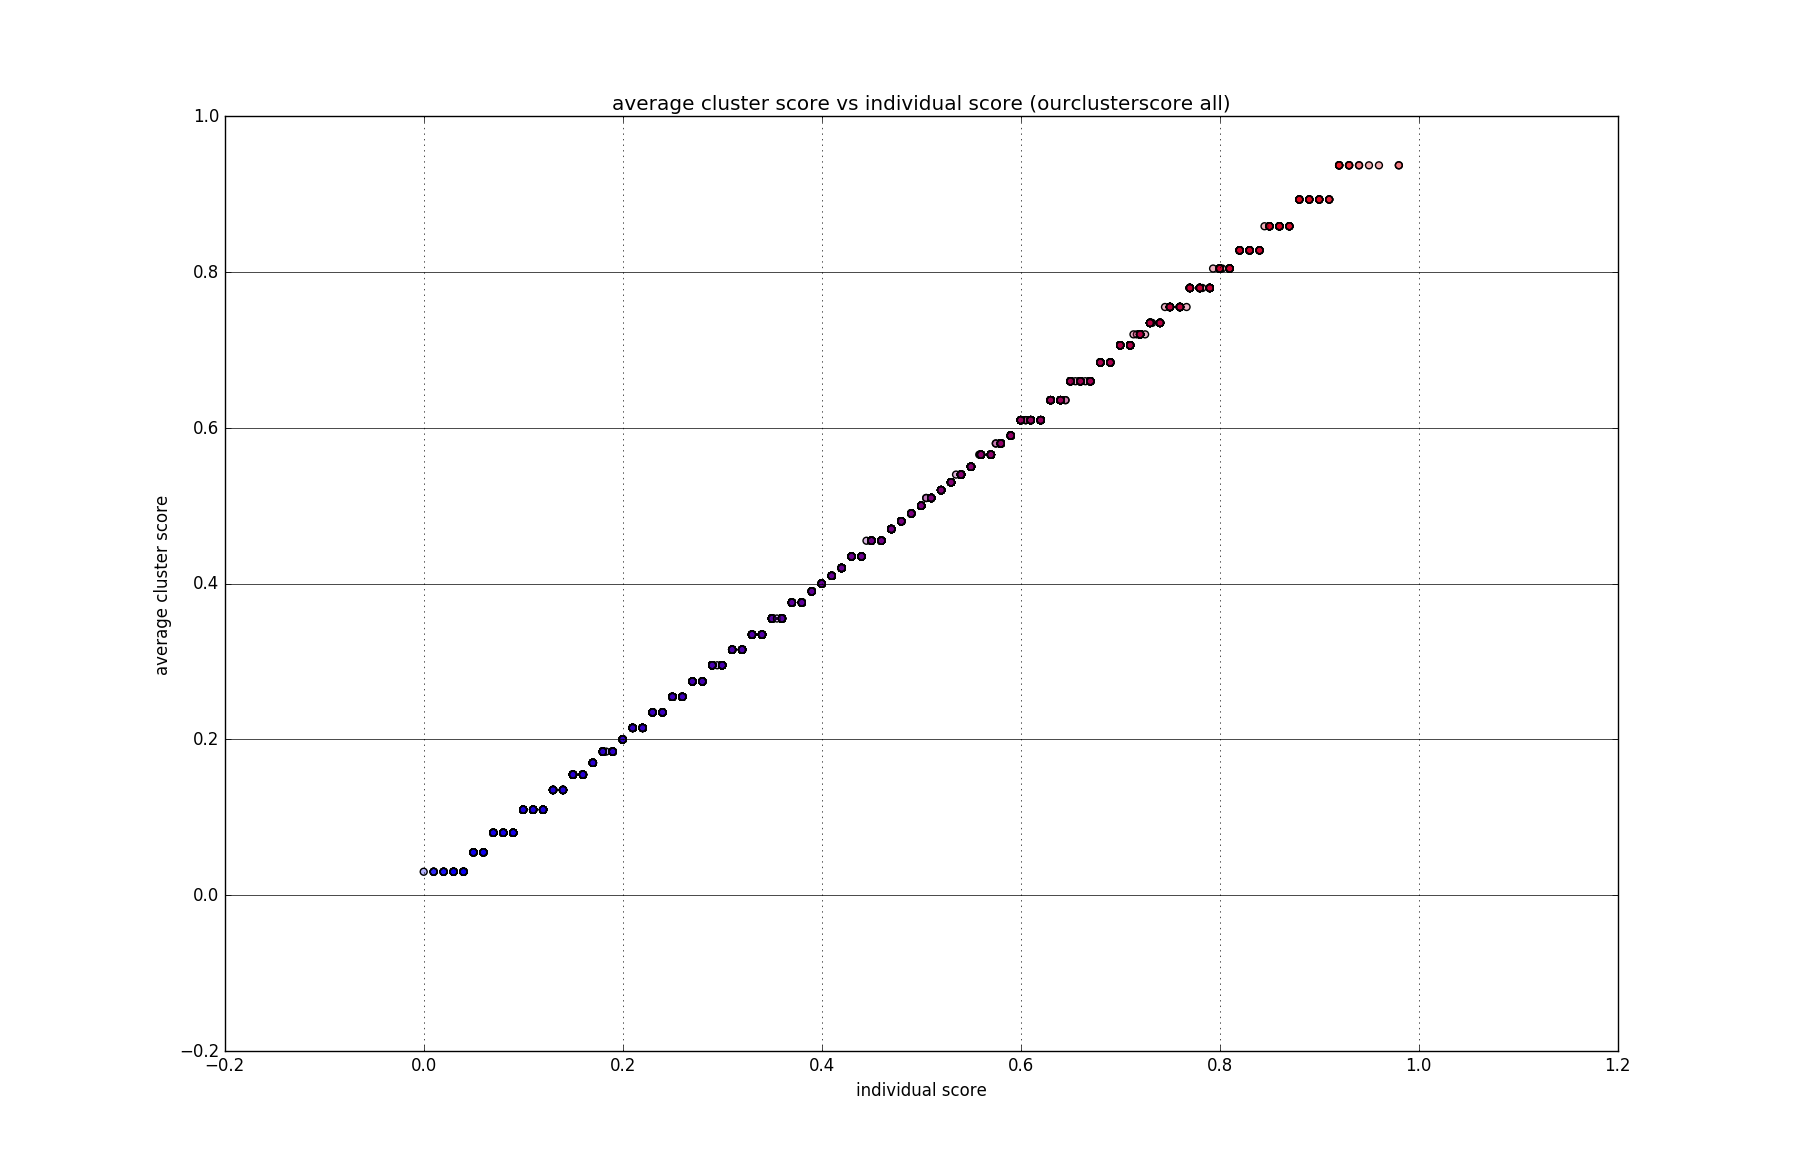 average cluster score vs individual score (ourclusterscore all)
1.0
0.8
0.6
0.4
0.2
0.0
−0.2
average cluster score
−0.2 0.0 0.2 0.4 0.6 0.8 1.0 1.2
individual score